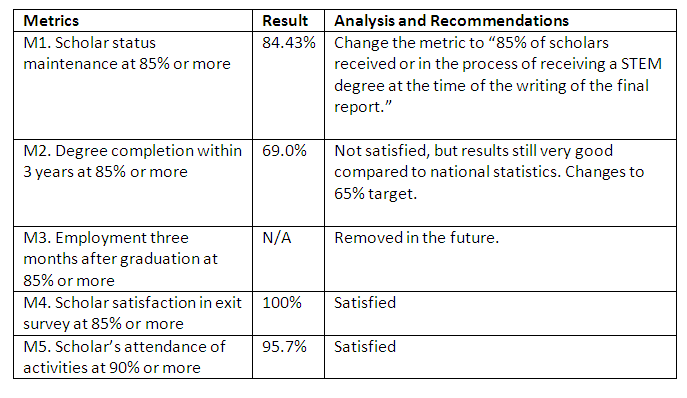 Metrics Result Analysis and Recommendations
M1. Scholar status 84.43% Change the metric to “85% of scholars
maintenance at 85% or more received or in the process of receiving a STEM
degree at the time of the writing of the final
report.”
M2. Degree completion within 69.0% Not satisfied, but results still very good
3 years at 85% or more compared to national statistics. Changes to
65% target.
M3. Employment three N/A Removed in the future.
months after graduation at
85% or more
M4. Scholar satisfaction in exit 100% Satisfied
survey at 85% or more
M5. Scholar’s attendance of 95.7% Satisfied
activities at 90% or more